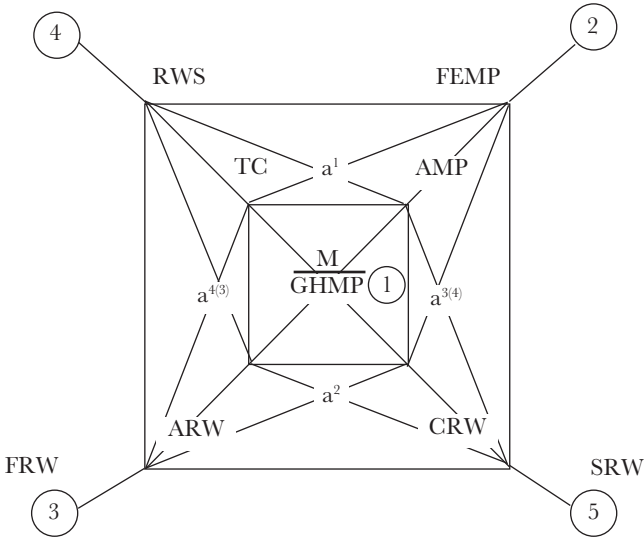 4
2
RWS FEMP
TC a¹ AMP
M
GHMP 1
a⁴⁽³⁾ a³⁽⁴⁾
a²
ARW CRW
FRW SRW
3 5